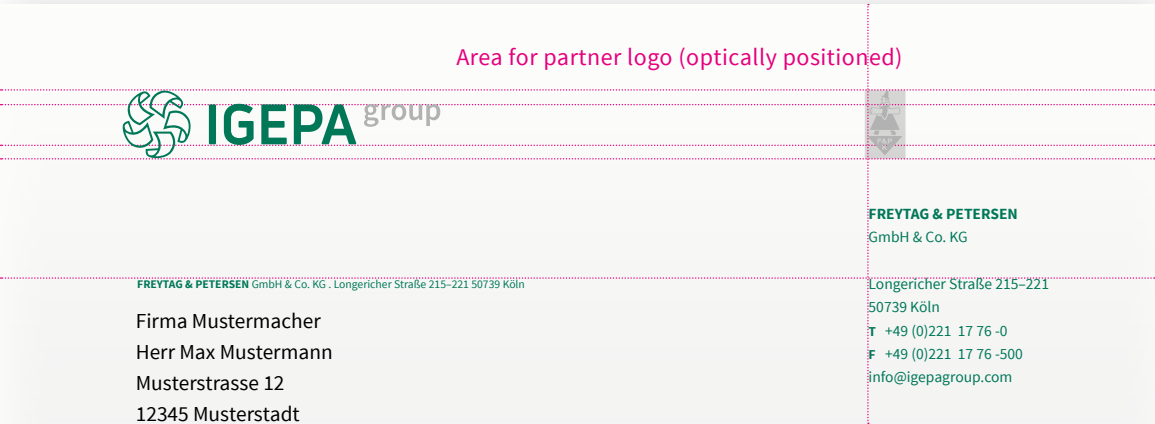 Area for partner logo (optically positioned)
IGEPA group
FREYTAG & PETERSEN
GmbH & Co. KG
FREYTAG & PETERSEN GmbH & Co. KG . Longericher Straße 215–221 50739 Köln
Firma Mustermacher
Herr Max Mustermann
Musterstrasse 12
12345 Musterstadt
Longericher Straße 215–221
50739 Köln
T +49 (0)221 17 76 -0
F +49 (0)221 17 76 -500
info@igepagroup.com